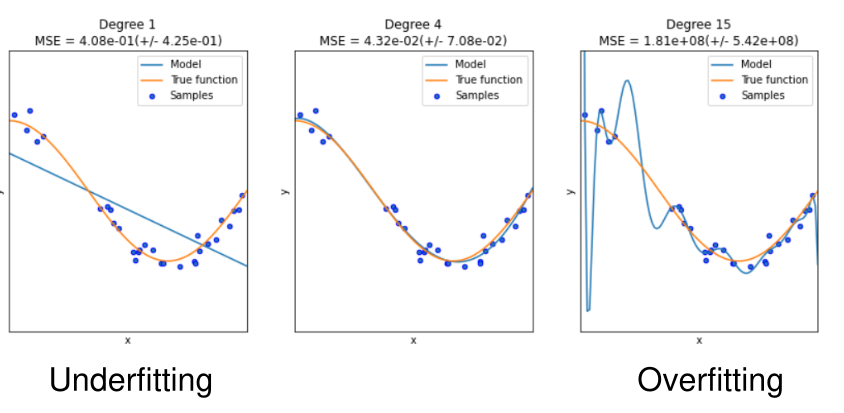 Degree 1
MSE = 4.08e-01(+/- 4.25e-01)
Model
True function
Samples
y
x
Degree 4
MSE = 4.32e-02(+/- 7.08e-02)
Model
True function
Samples
y
x
Degree 15
MSE = 1.81e+08(+/- 5.42e+08)
Model
True function
Samples
y
x
Underfitting
Overfitting